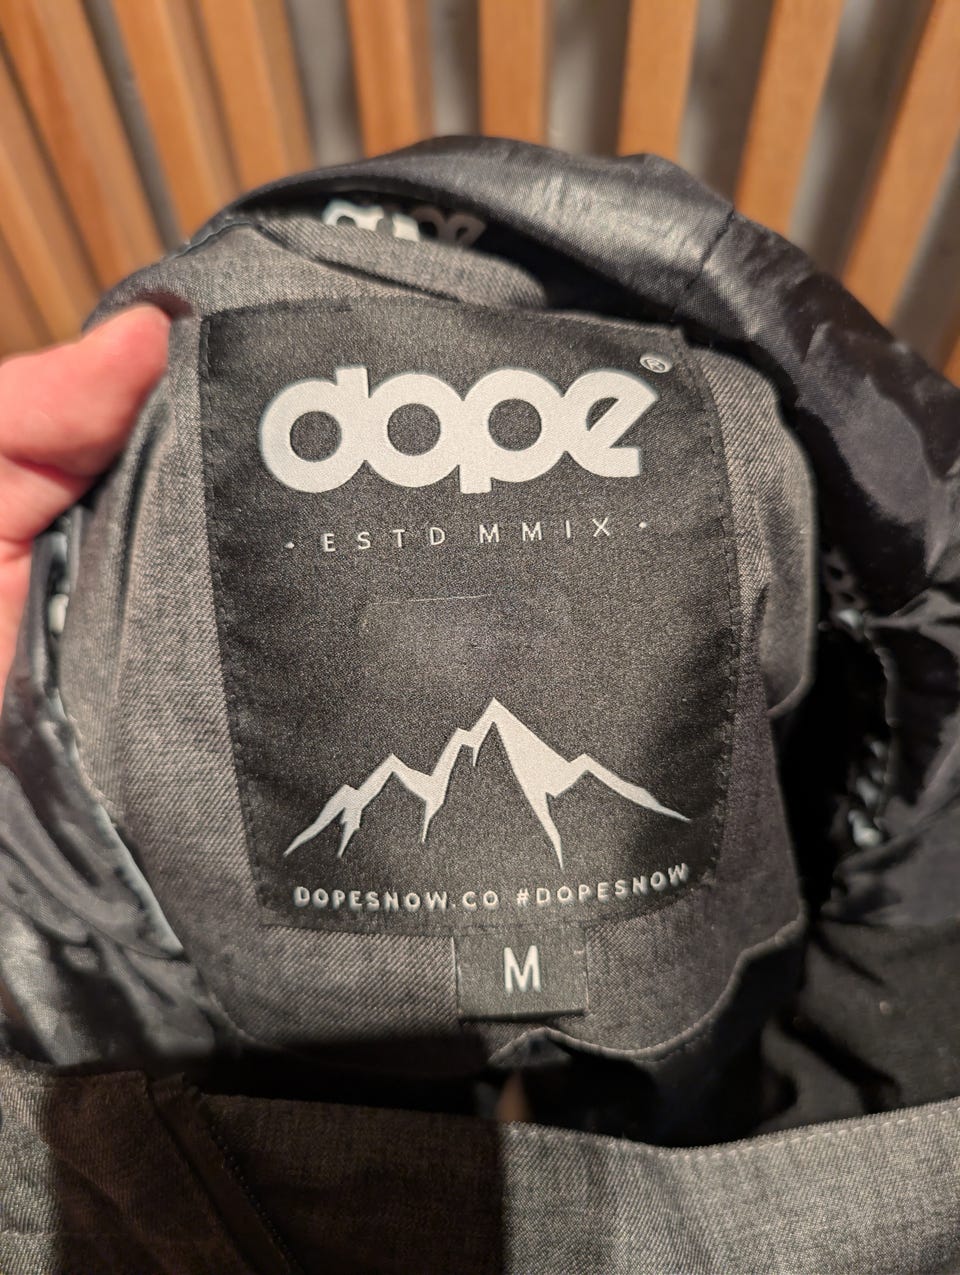 dope®
· ESTD MMIX ·
DOPESNOW.CO #DOPESNOW
M